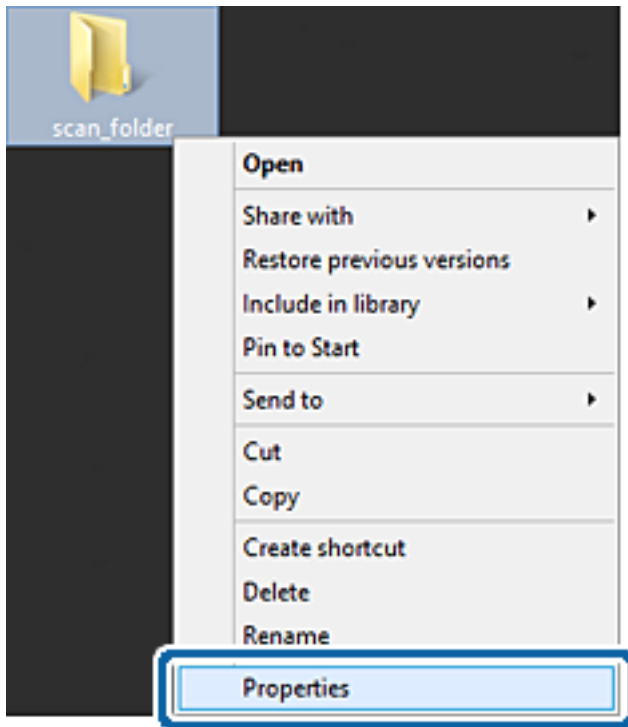 scan_folder
Open
Share with
Restore previous versions
Include in library
Pin to Start
Send to
Cut
Copy
Create shortcut
Delete
Rename
Properties